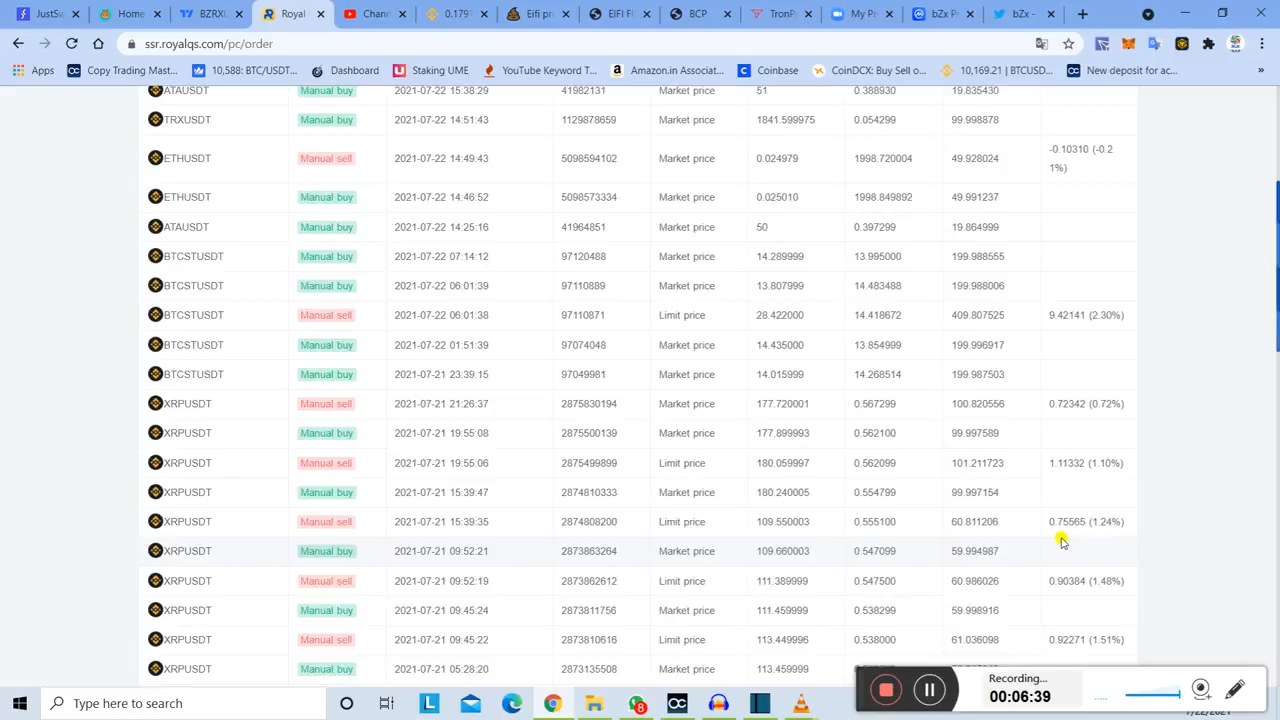 JustSw
Tronlir
BZRXU
Royal
Chann
0.179
Eifi pr
EIFI Fl
BCP
TronPa
My Pr
bZx Pr
bZx -
ssr.royalqs.com/pc/order
Apps
Copy Trading Mast...
10,588: BTC/USDT...
Dashboard
Staking UME
YouTube Keyword T...
Amazon.in Associat...
Coinbase
CoinDCX: Buy Sell o...
10,169.21 | BTCUSD...
New deposit for ac...
»
ATAUSDT Manual buy 2021-07-22 15:38:29 41982131 Market price 51 0.388930 19.835430
TRXUSDT Manual buy 2021-07-22 14:51:43 1129878659 Market price 1841.599975 0.054299 99.998878
ETHUSDT Manual sell 2021-07-22 14:49:43 5098594102 Market price 0.024979 1998.720004 49.928024 -0.10310 (-0.2
1%)
ETHUSDT Manual buy 2021-07-22 14:46:52 5098573334 Market price 0.025010 1998.849892 49.991237
ATAUSDT Manual buy 2021-07-22 14:25:16 41964851 Market price 50 0.397299 19.864999
BTCSTUSDT Manual buy 2021-07-22 07:14:12 97120488 Market price 14.289999 13.995000 199.988555
BTCSTUSDT Manual buy 2021-07-22 06:01:39 97110889 Market price 13.807999 14.483488 199.988006
BTCSTUSDT Manual sell 2021-07-22 06:01:38 97110871 Limit price 28.422000 14.418672 409.807525 9.42141 (2.30%)
BTCSTUSDT Manual buy 2021-07-22 01:51:39 97074048 Market price 14.435000 13.854999 199.996917
BTCSTUSDT Manual buy 2021-07-21 23:39:15 97049981 Market price 14.015999 14.268514 199.987503
XRPUSDT Manual sell 2021-07-21 21:26:37 2875830194 Market price 177.720001 0.567299 100.820556 0.72342 (0.72%)
XRPUSDT Manual buy 2021-07-21 19:55:08 2875500139 Market price 177.899993 0.562100 99.997589
XRPUSDT Manual sell 2021-07-21 19:55:06 2875499899 Limit price 180.059997 0.562099 101.211723 1.11332 (1.10%)
XRPUSDT Manual buy 2021-07-21 15:39:47 2874810333 Market price 180.240005 0.554799 99.997154
XRPUSDT Manual sell 2021-07-21 15:39:35 2874808200 Limit price 109.550003 0.555100 60.811206 0.75565 (1.24%)
XRPUSDT Manual buy 2021-07-21 09:52:21 2873863264 Market price 109.660003 0.547099 59.994987
XRPUSDT Manual sell 2021-07-21 09:52:19 2873862612 Limit price 111.389999 0.547500 60.986026 0.90384 (1.48%)
XRPUSDT Manual buy 2021-07-21 09:45:24 2873811756 Market price 111.459999 0.538299 59.998916
XRPUSDT Manual sell 2021-07-21 09:45:22 2873810616 Limit price 113.449996 0.538000 61.036098 0.92271 (1.51%)
XRPUSDT Manual buy 2021-07-21 05:28:20 2873135508 Market price 113.459999
Recording...
00:06:39
Type here to search
8
7/22/2021